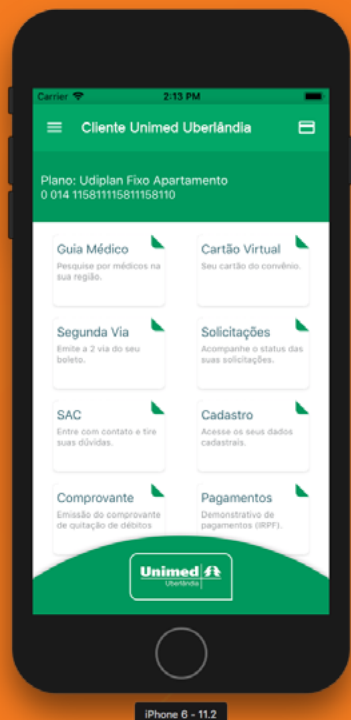 Carrier 2:13 PM
Cliente Unimed Uberlândia
Plano: Udiplan Fixo Apartamento
0 014 115811115811158110
Guia Médico
Pesquise por médicos na
sua região.
Cartão Virtual
Seu cartão do convênio.
Segunda Via
Emite a 2 via do seu
boleto.
Solicitações
Acompanhe o status das
suas solicitações.
SAC
Entre com contato e tire
suas dúvidas.
Cadastro
Acesse os seus dados
cadastrais.
Comprovante
Emissão do comprovante
de quitação de débitos
Pagamentos
Demonstrativo de
pagamentos (IRPF).
Unimed
Uberlândia
iPhone 6 - 11.2